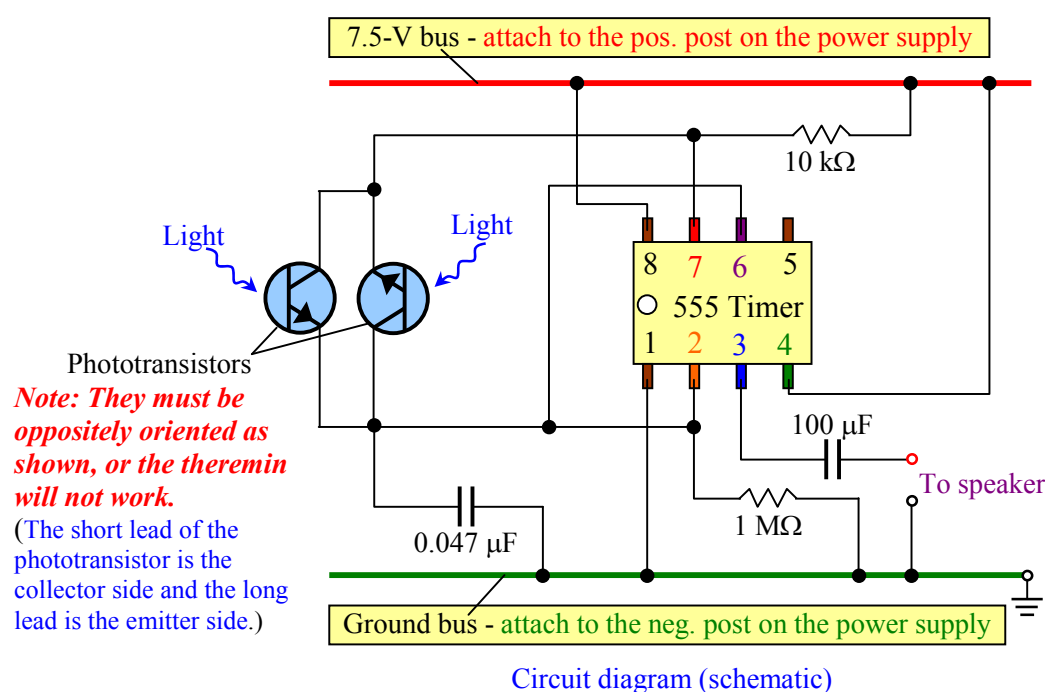 7.5-V bus - attach to the pos. post on the power supply
10 kΩ
Light
Light
8 7 6 5
555 Timer
1 2 3 4
Phototransistors
Note: They must be
oppositely oriented as
shown, or the theremin
will not work.
(The short lead of the
phototransistor is the
collector side and the long
lead is the emitter side.)
100 μF
To speaker
1 MΩ
0.047 μF
Ground bus - attach to the neg. post on the power supply
Circuit diagram (schematic)